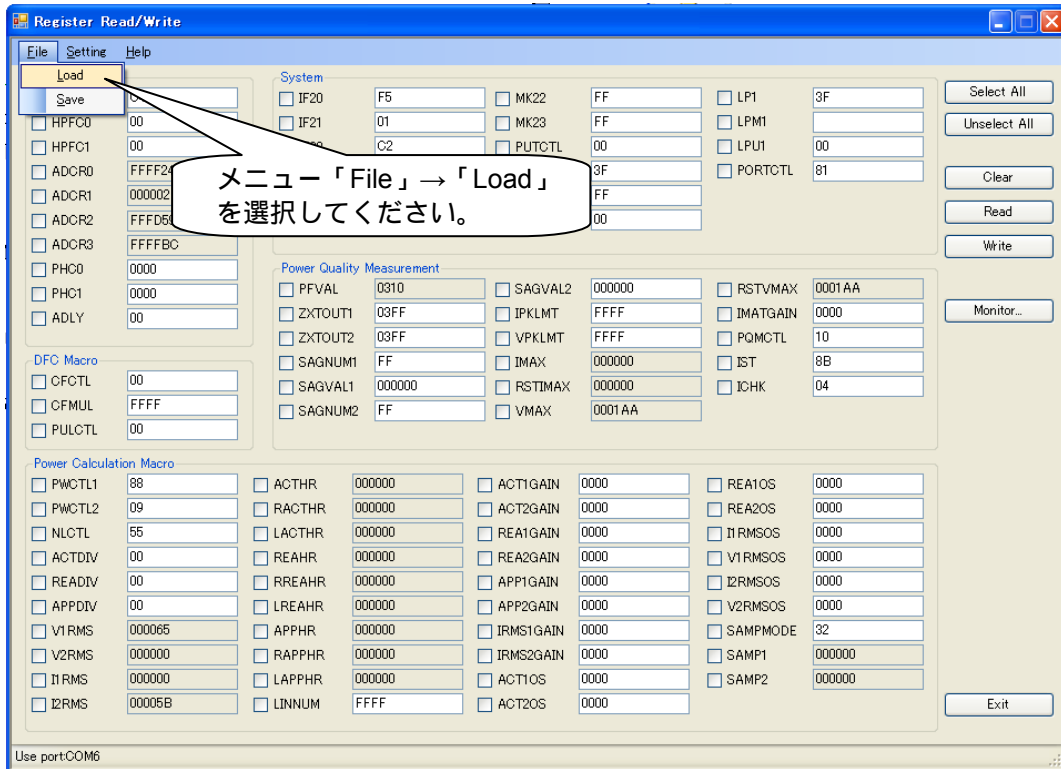 Register Read/Write
File Setting Help
Load
Save
HPFC0 00
HPFC1 00
ADCR0 FFFF24
ADCR1 000002
ADCR2 FFFD59
ADCR3 FFFFBC
PHC0 0000
PHC1 0000
ADLY 00
System
IF20 F5 MK22 FF LP1 3F
IF21 01 MK23 FF LPM1
C2 PUTCTL 00 LPU1 00
3F PORTCTL 81
FF
00
メニュー「File」→「Load」
を選択してください。
Power Quality Measurement
PFVAL 0310 SAGVAL2 000000 RSTVMAX 0001AA
ZXTOUT1 03FF IPKLMT FFFF IMATGAIN 0000
ZXTOUT2 03FF VPKLMT FFFF PQMCTL 10
SAGNUM1 FF IMAX 000000 IST 8B
SAGVAL1 000000 RSTIMAX 000000 ICHK 04
SAGNUM2 FF VMAX 0001AA
DFC Macro
CFCTL 00
CFMUL FFFF
PULCTL 00
Power Calculation Macro
PWCTL1 88 ACTHR 000000 ACT1GAIN 0000 REA1OS 0000
PWCTL2 09 RACTHR 000000 ACT2GAIN 0000 REA2OS 0000
NLCTL 55 LACTHR 000000 REA1GAIN 0000 I1RMSOS 0000
ACTDIV 00 REAHR 000000 REA2GAIN 0000 V1RMSOS 0000
READIV 00 RREAHR 000000 APP1GAIN 0000 I2RMSOS 0000
APPDIV 00 LREAHR 000000 APP2GAIN 0000 V2RMSOS 0000
V1RMS 000065 APPHR 000000 IRMS1GAIN 0000 SAMPMODE 32
V2RMS 000000 RAPPHR 000000 IRMS2GAIN 0000 SAMP1 000000
I1RMS 000000 LAPPHR 000000 ACT1OS 0000 SAMP2 000000
I2RMS 00005B LINNUM FFFF ACT2OS 0000
Select All
Unselect All
Clear
Read
Write
Monitor...
Exit
Use port:COM6